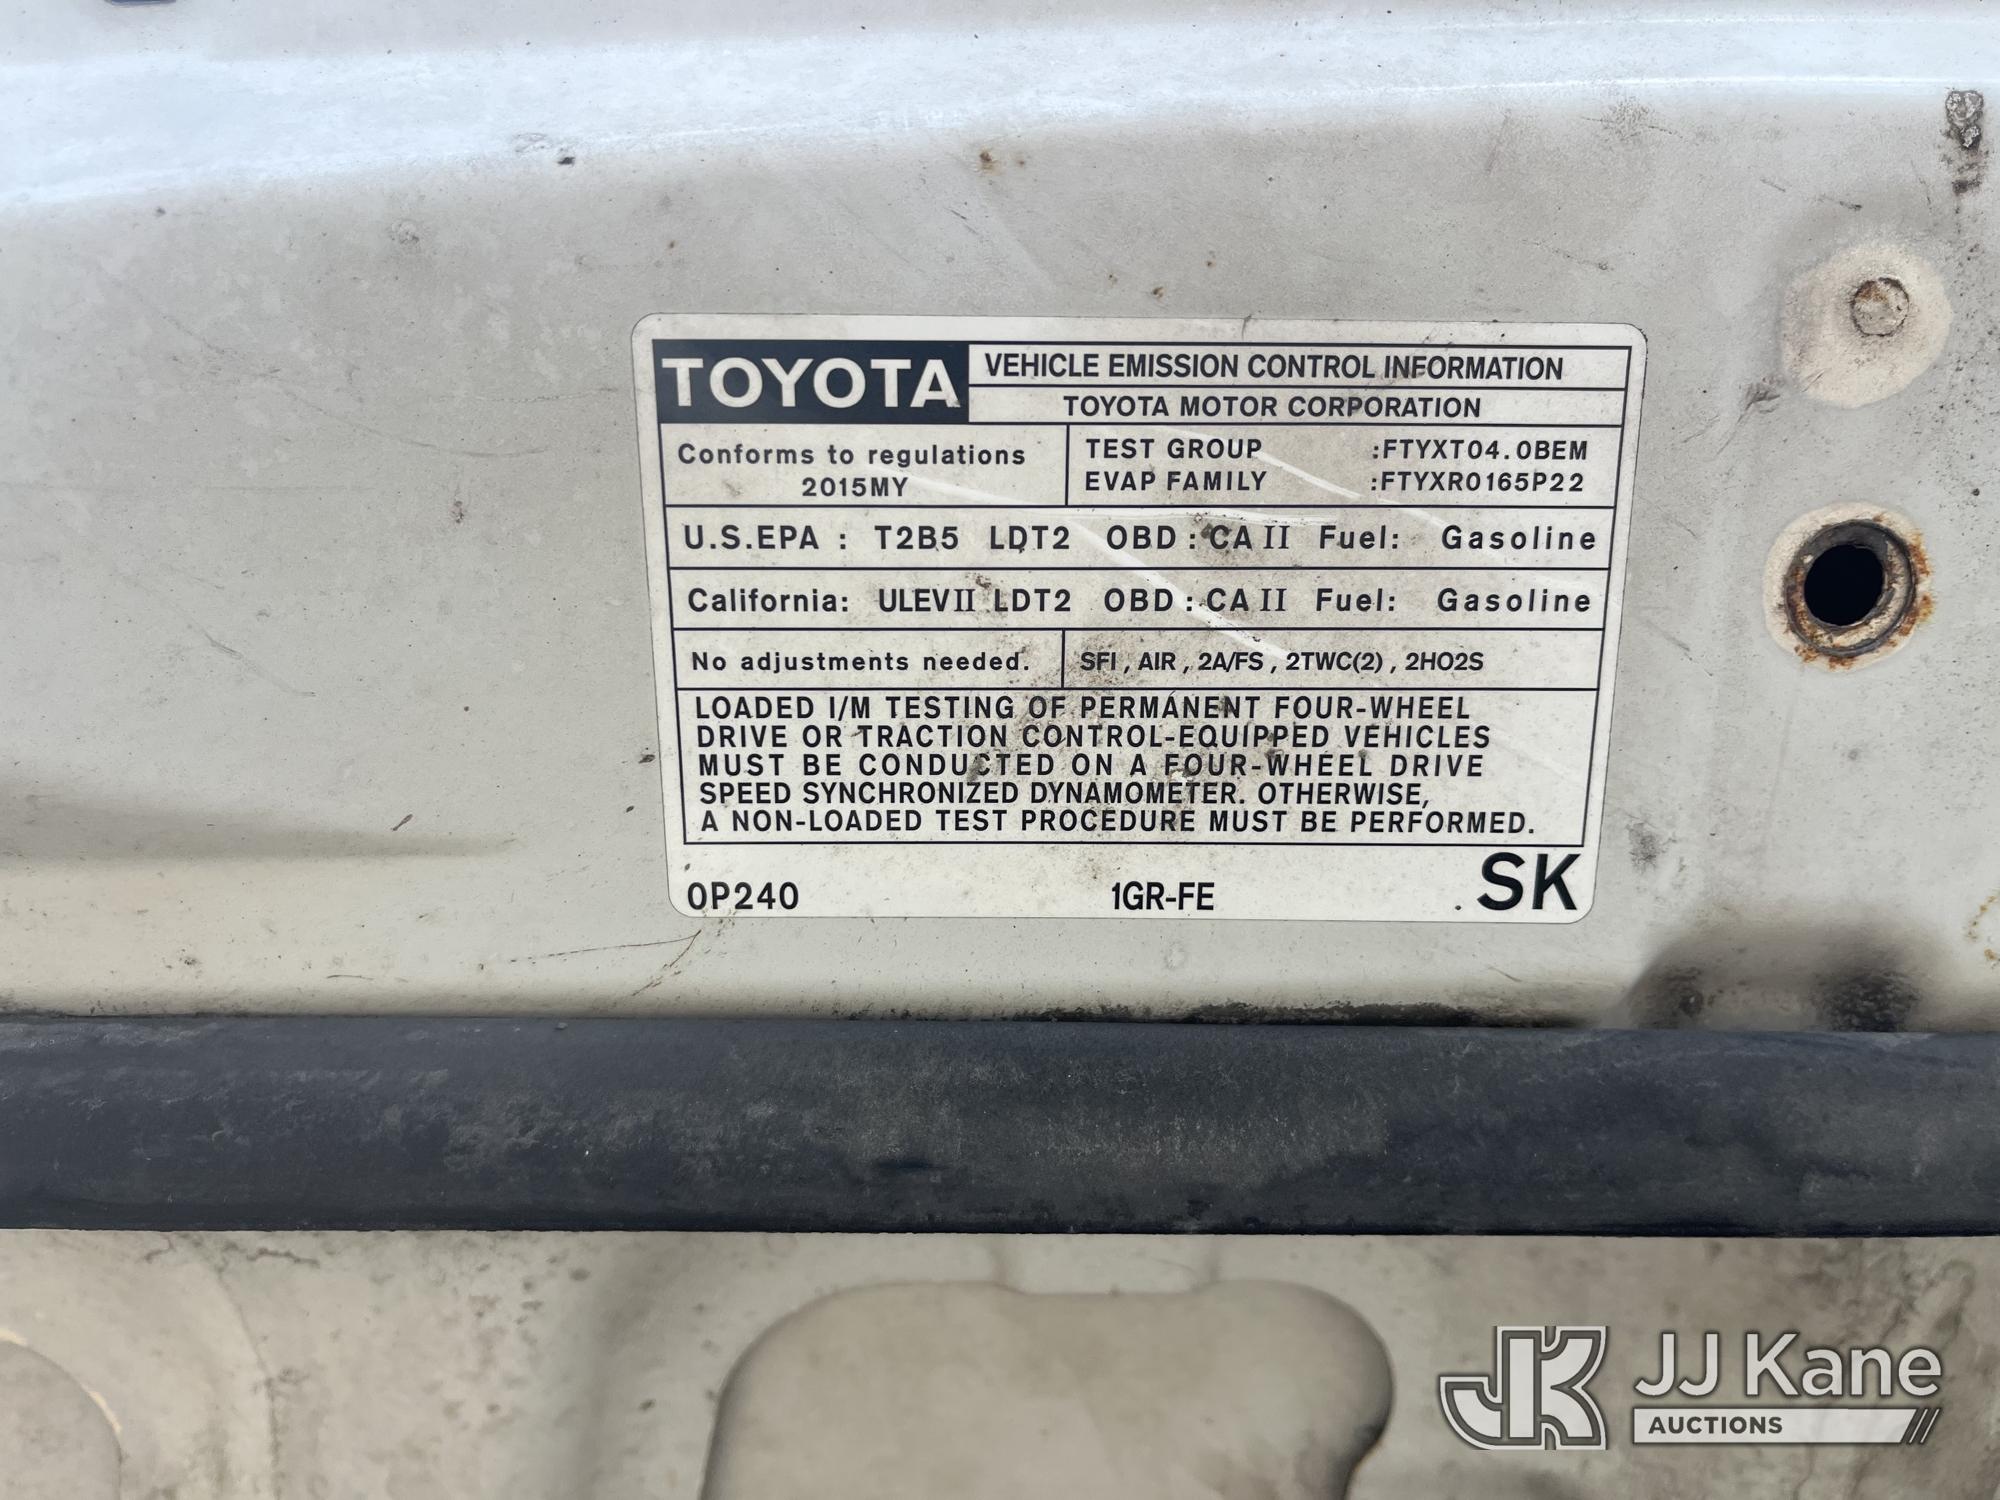 TOYOTA VEHICLE EMISSION CONTROL INFORMATION
TOYOTA MOTOR CORPORATION
Conforms to regulations
2015MY
TEST GROUP :FTYXT04.0BEM
EVAP FAMILY :FTYXR0165P22
U.S.EPA : T2B5 LDT2 OBD : CA II Fuel: Gasoline
California: ULEV II LDT2 OBD : CA II Fuel: Gasoline
No adjustments needed. SFI , AIR , 2A/FS , 2TWC(2) , 2HO2S
LOADED I/M TESTING OF PERMANENT FOUR-WHEEL
DRIVE OR TRACTION CONTROL-EQUIPPED VEHICLES
MUST BE CONDUCTED ON A FOUR-WHEEL DRIVE
SPEED SYNCHRONIZED DYNAMOMETER. OTHERWISE,
A NON-LOADED TEST PROCEDURE MUST BE PERFORMED.
0P240 1GR-FE . SK
JK JJ Kane
AUCTIONS